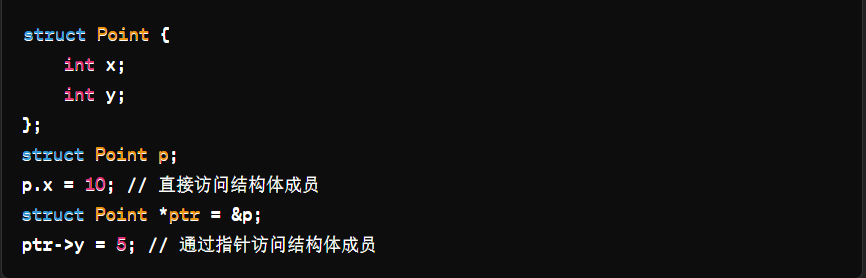 struct Point {
    int x;
    int y;
};
struct Point p;
p.x = 10; // 直接访问结构体成员
struct Point *ptr = &p;
ptr->y = 5; // 通过指针访问结构体成员